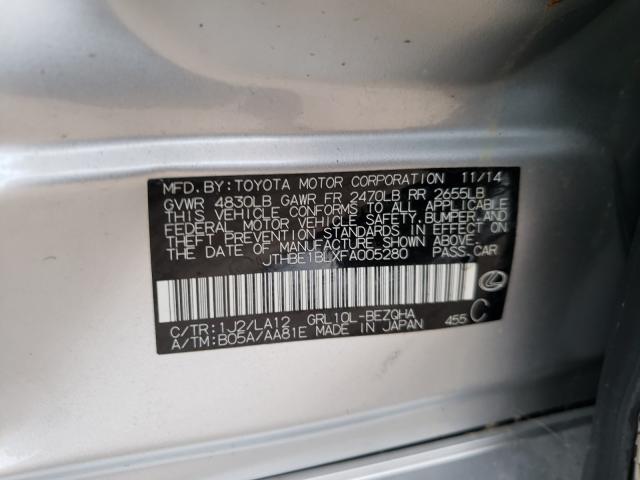 MFD. BY: TOYOTA MOTOR CORPORATION 11/14
GVWR 4830LB GAWR FR 2470LB RR 2655LB
THIS VEHICLE CONFORMS TO ALL APPLICABLE
FEDERAL MOTOR VEHICLE SAFETY, BUMPER, AND
THEFT PREVENTION STANDARDS IN EFFECT ON
THE DATE OF MANUFACTURE SHOWN ABOVE.
JTHBE1BLXFA005280 PASS.CAR
C/TR: 1J2/LA12 GRL10L-BEZQHA 455 C
A/TM: B05A/AA81E MADE IN JAPAN